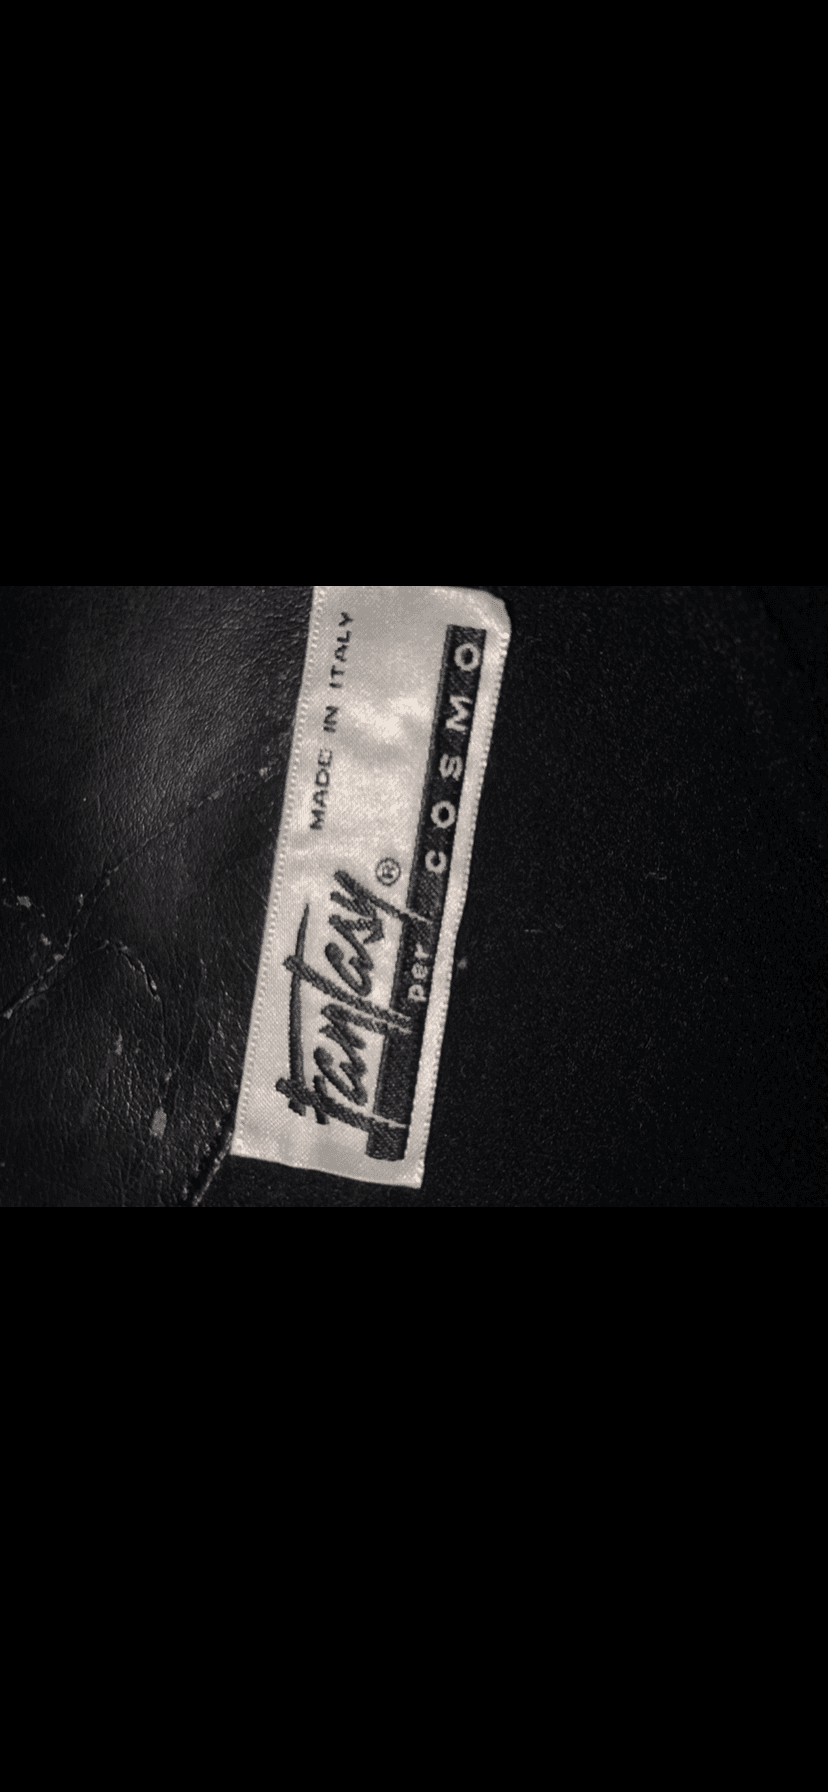 MADE IN ITALY
Fantasy®
per COSMO